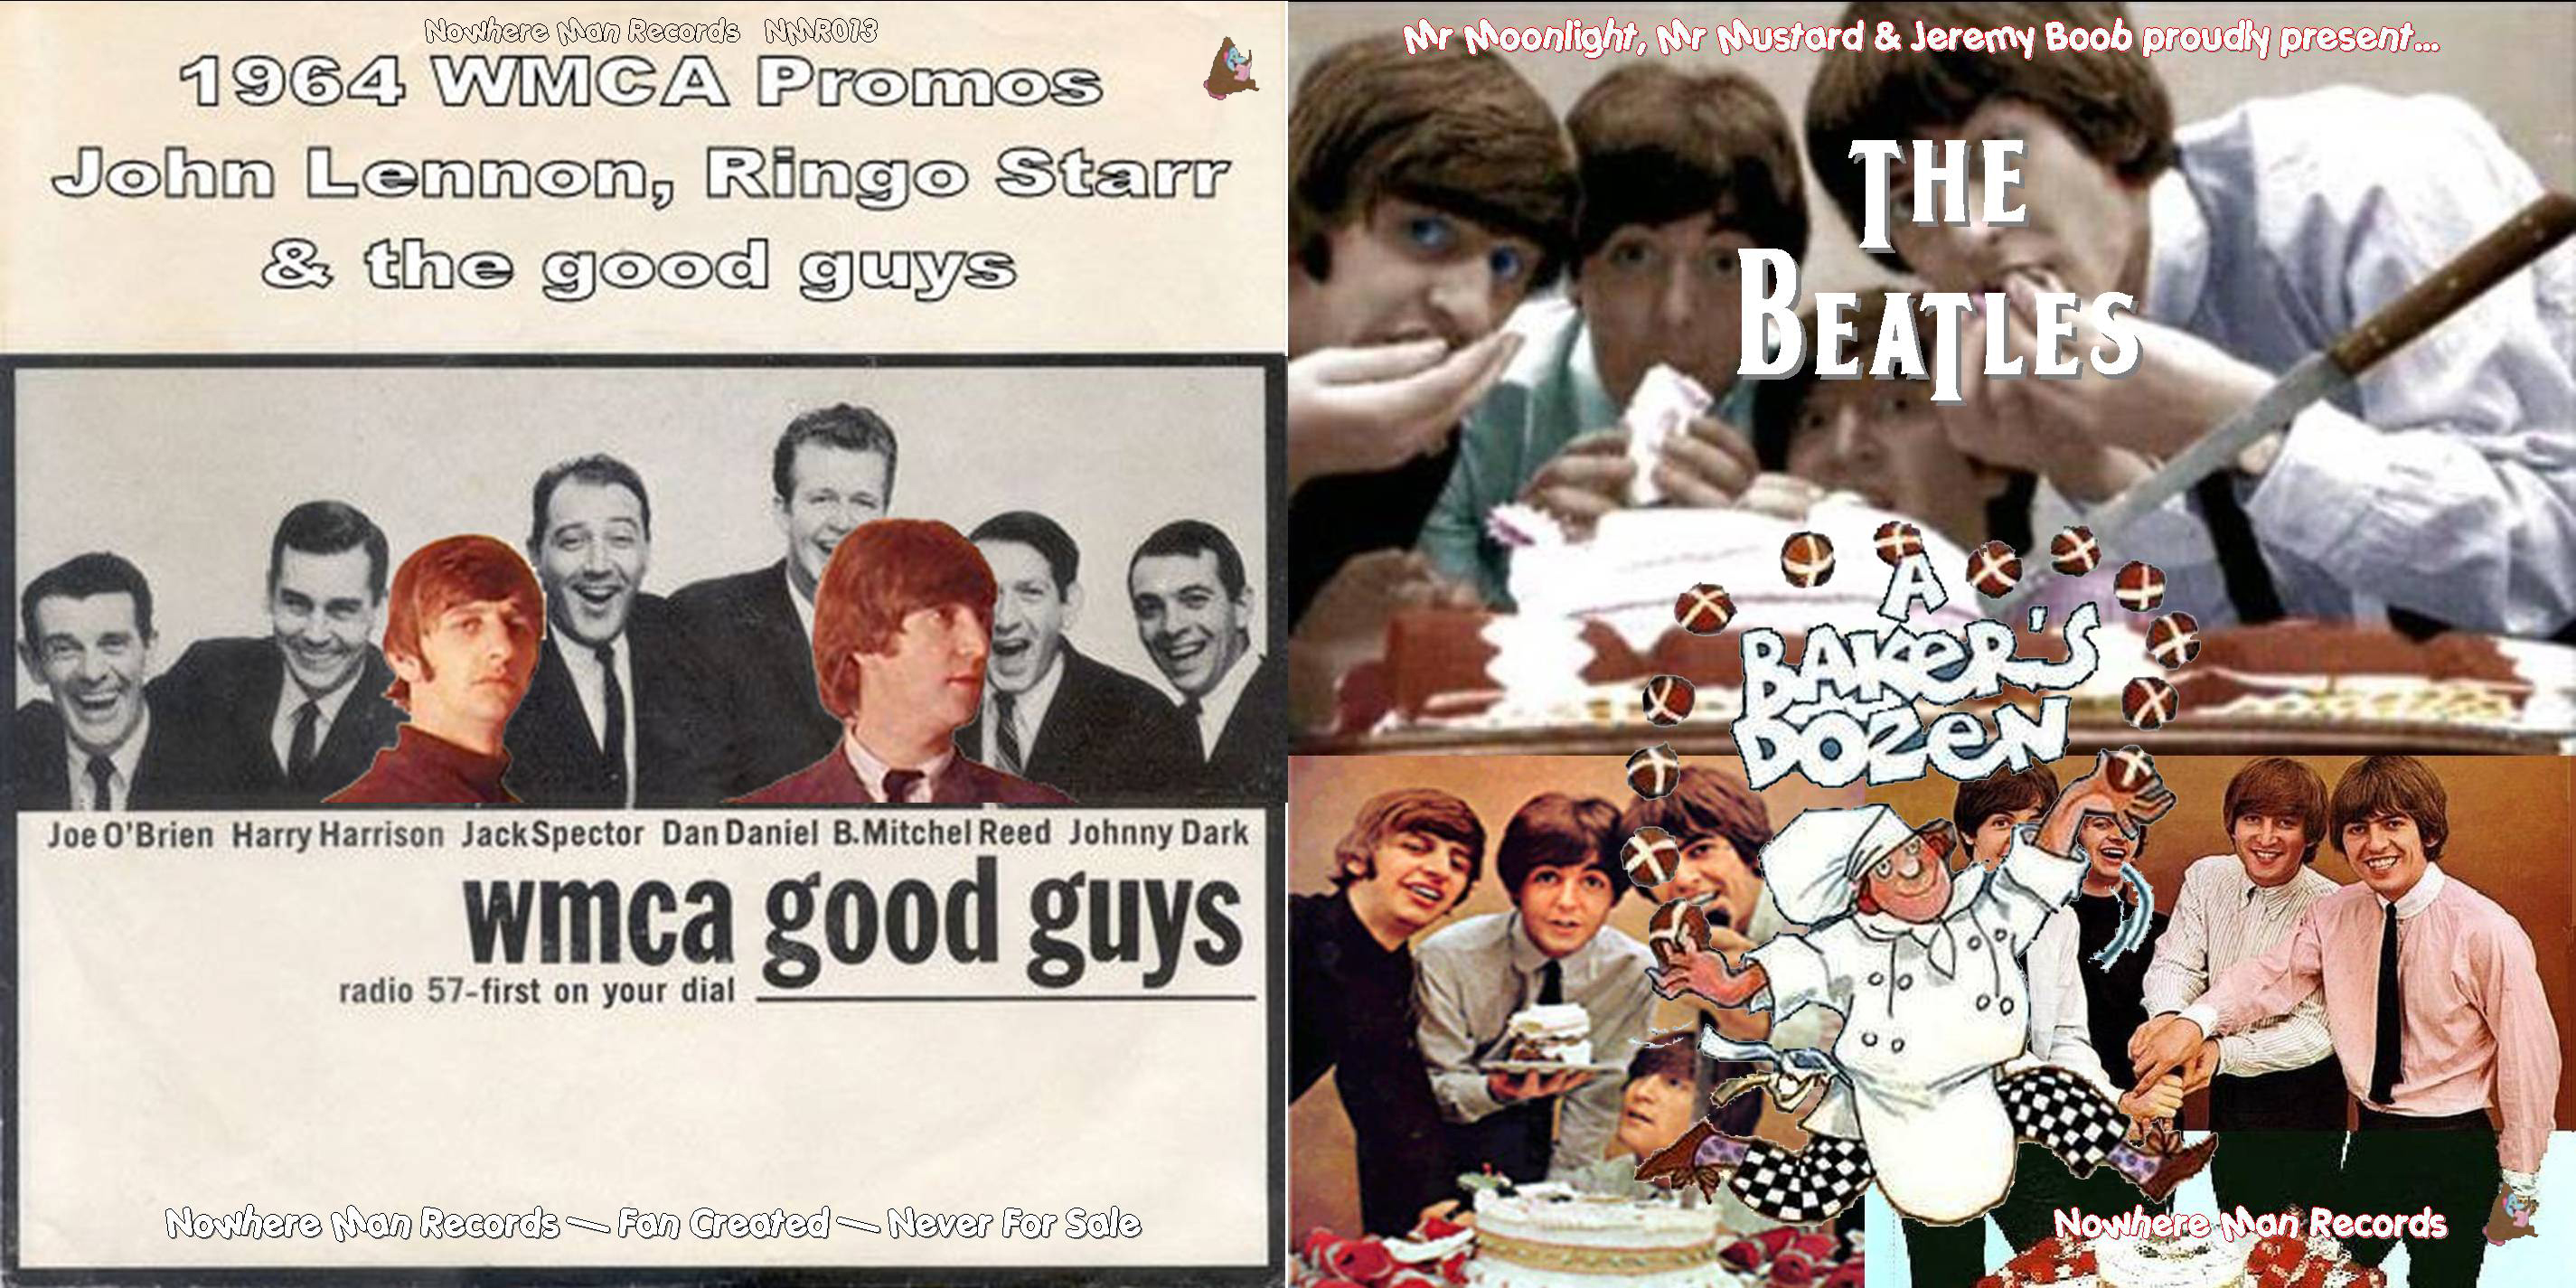 Nowhere Man Records NMR013
1964 WMCA Promos
John Lennon, Ringo Starr
& the good guys
Joe O'Brien Harry Harrison Jack Spector Dan Daniel B. Mitchel Reed Johnny Dark
wmca good guys
radio 57-first on your dial
Nowhere Man Records — Fan Created — Never For Sale
Mr Moonlight, Mr Mustard & Jeremy Boob proudly present...
THE
BEATLES
A
BAKeR'S
DOZeN
Nowhere Man Records